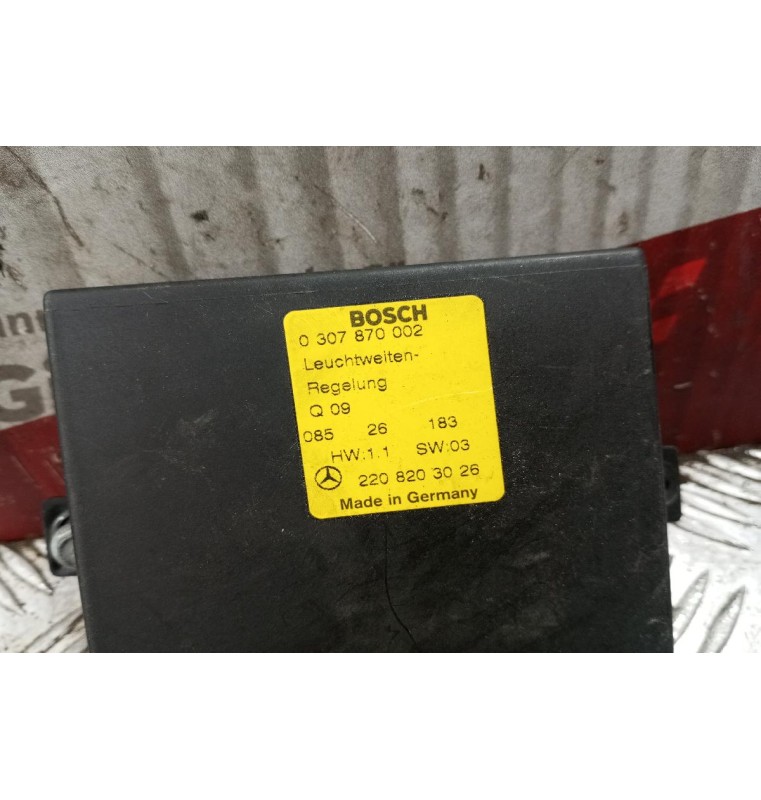 BOSCH
0 307 870 002
Leuchtweiten-
Regelung
Q 09
085 26 183
HW:1.1 SW:03
220 820 30 26
Made in Germany